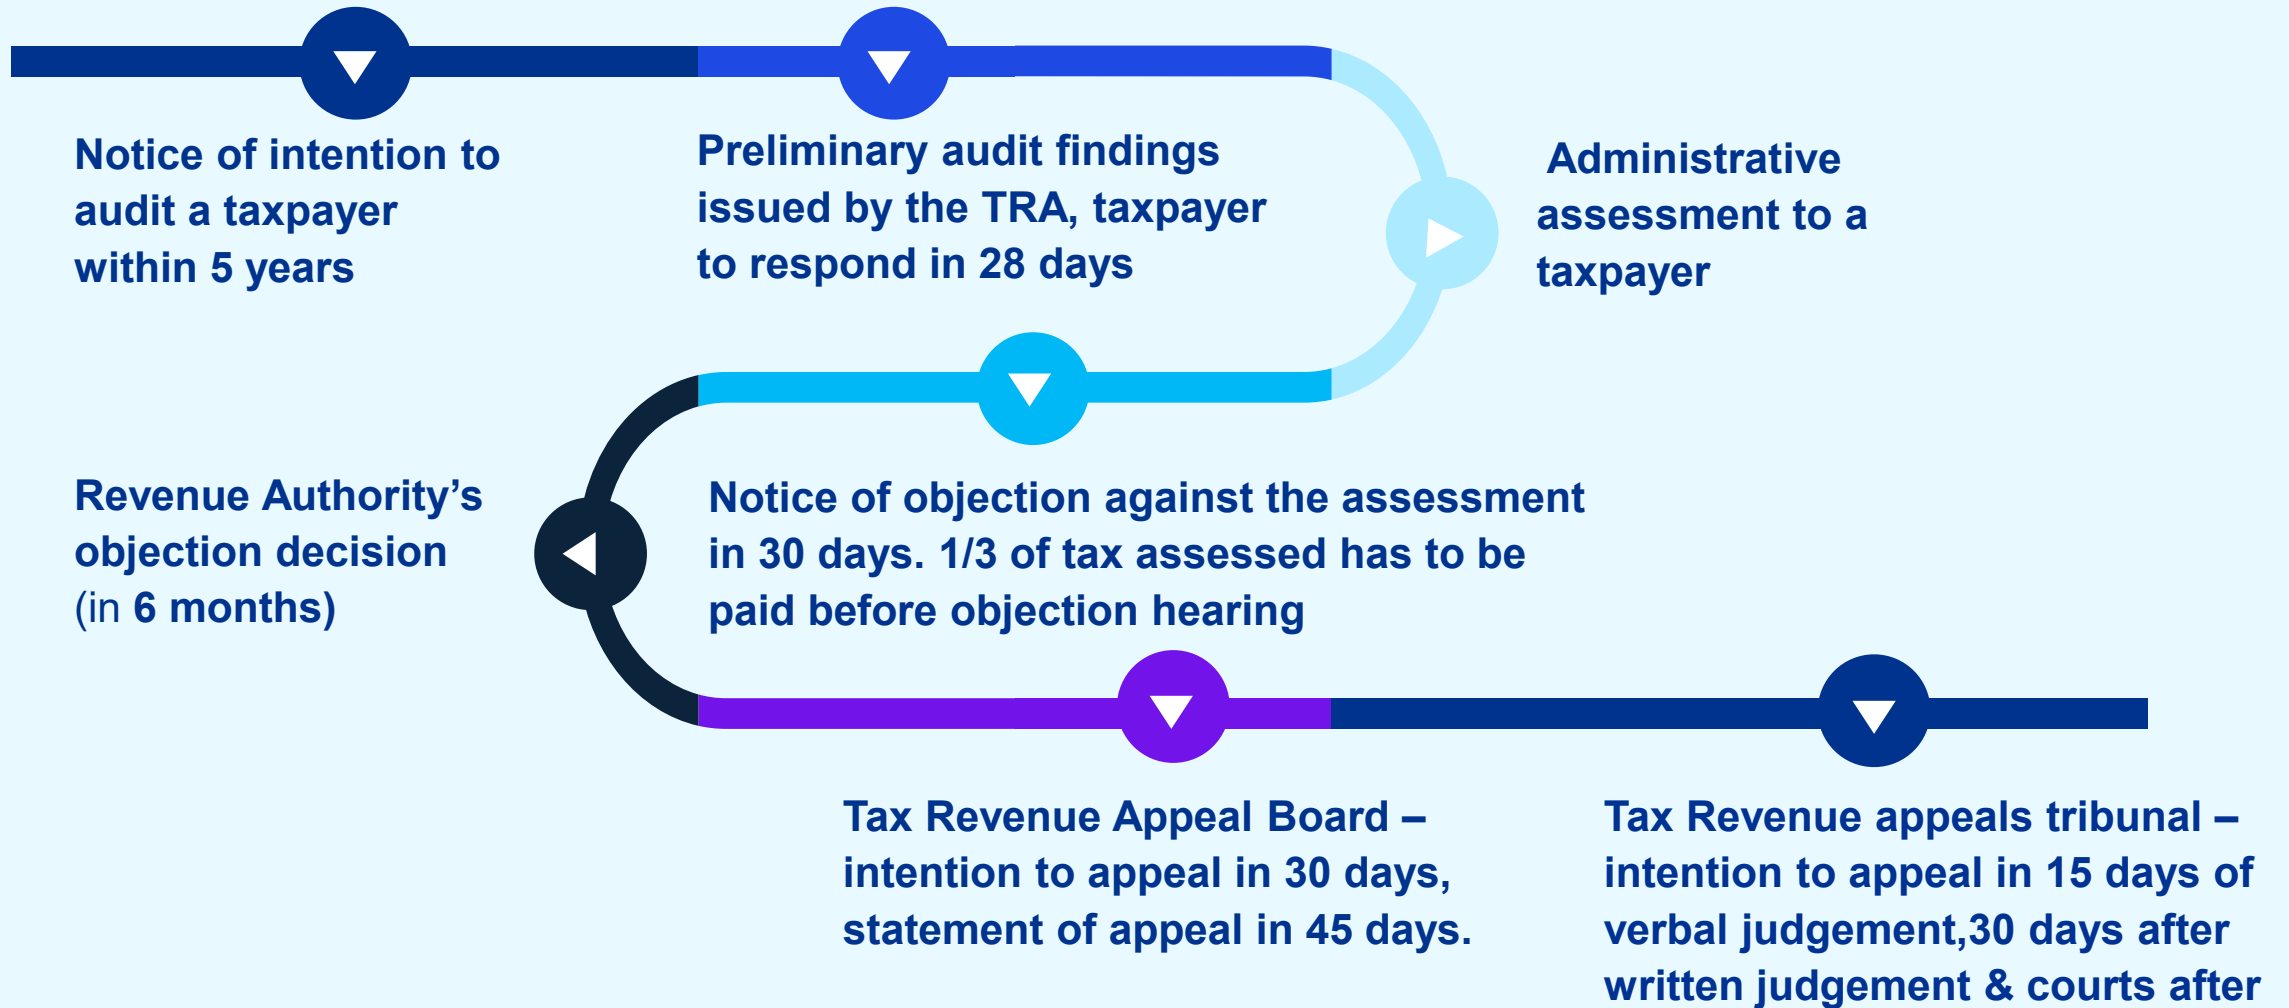 Notice of intention to
audit a taxpayer
within 5 years
Preliminary audit findings
issued by the TRA, taxpayer
to respond in 28 days
Administrative
assessment to a
taxpayer
Notice of objection against the assessment
in 30 days. 1/3 of tax assessed has to be
paid before objection hearing
Revenue Authority’s
objection decision
(in 6 months)
Tax Revenue Appeal Board –
intention to appeal in 30 days,
statement of appeal in 45 days.
Tax Revenue appeals tribunal –
intention to appeal in 15 days of
verbal judgement,30 days after
written judgement & courts after